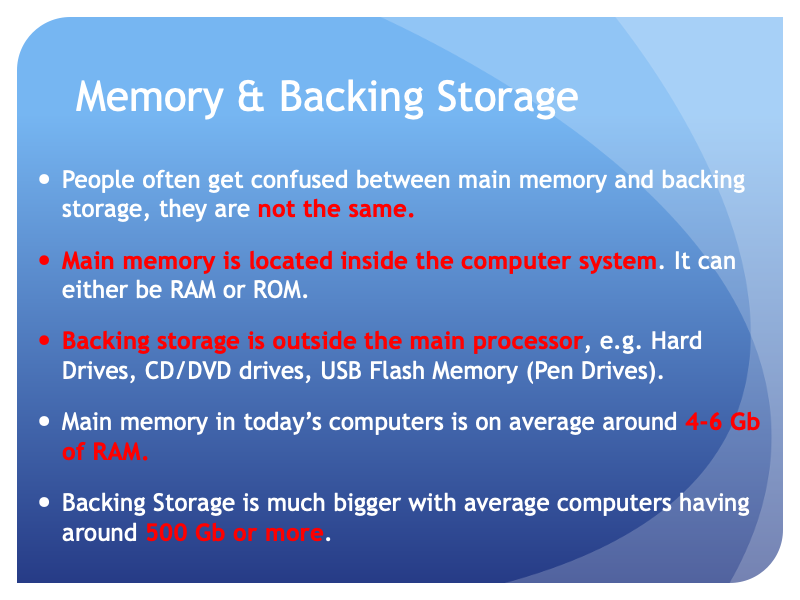 Memory & Backing Storage
• People often get confused between main memory and backing
storage, they are not the same.
• Main memory is located inside the computer system. It can
either be RAM or ROM.
• Backing storage is outside the main processor, e.g. Hard
Drives, CD/DVD drives, USB Flash Memory (Pen Drives).
• Main memory in today’s computers is on average around 4-6 Gb
of RAM.
• Backing Storage is much bigger with average computers having
around 500 Gb or more.